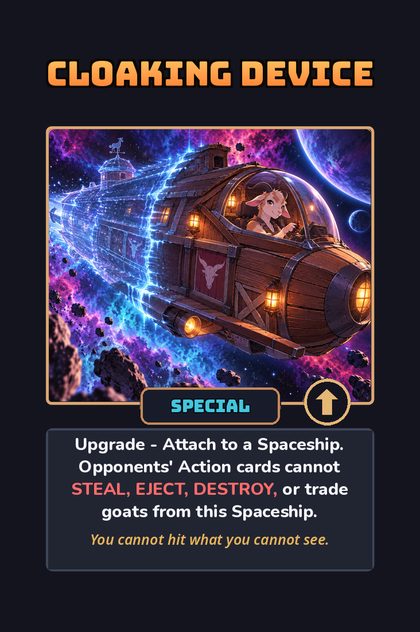 CLOAKING DEVICE
SPECIAL
Upgrade - Attach to a Spaceship.
Opponents' Action cards cannot
STEAL, EJECT, DESTROY, or trade
goats from this Spaceship.
You cannot hit what you cannot see.